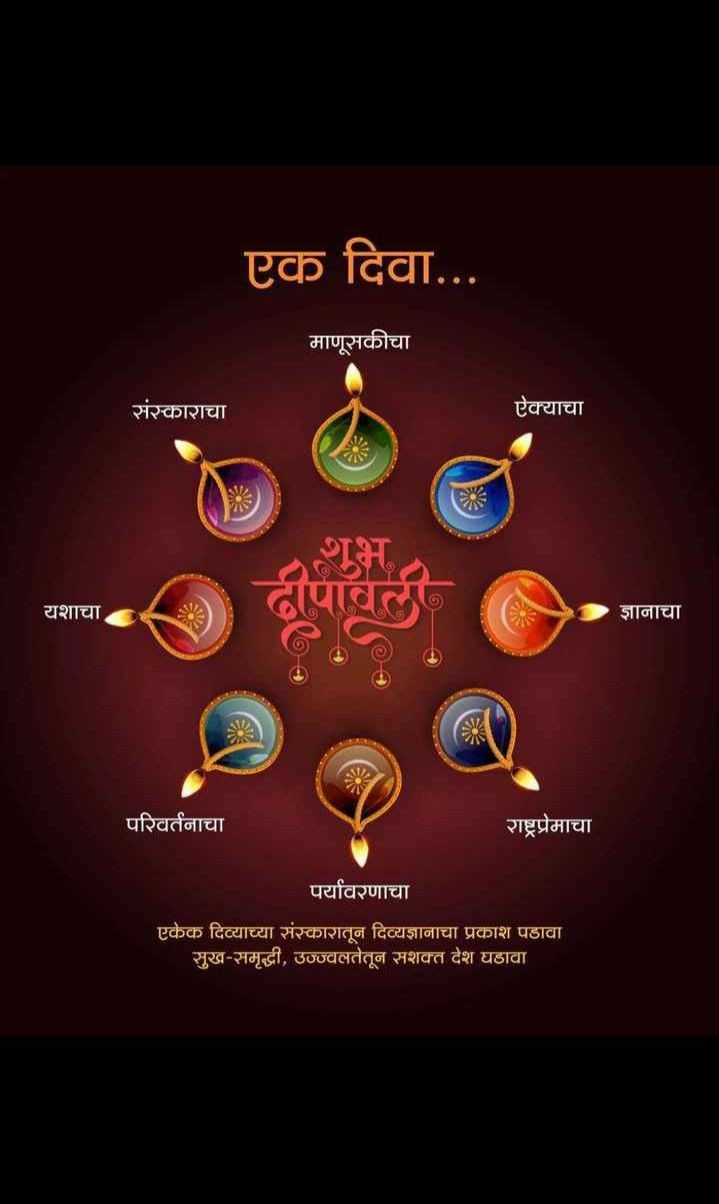 एक दिवा...
माणूसकीचा
संस्काराचा
ऐक्याचा
शुभ
दीपावली
यशाचा
ज्ञानाचा
परिवर्तनाचा
राष्ट्रप्रेमाचा
पर्यावरणाचा
एकेक दिव्याच्या संस्कारातून दिव्यज्ञानाचा प्रकाश पडावा
सुख-समृद्धी, उज्ज्वलतेतून सशक्त देश घडावा